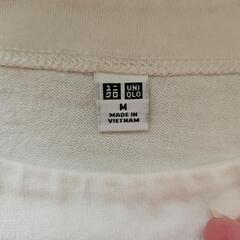 ユニ UNI
クロ QLO
M
MADE IN
VIETNAM